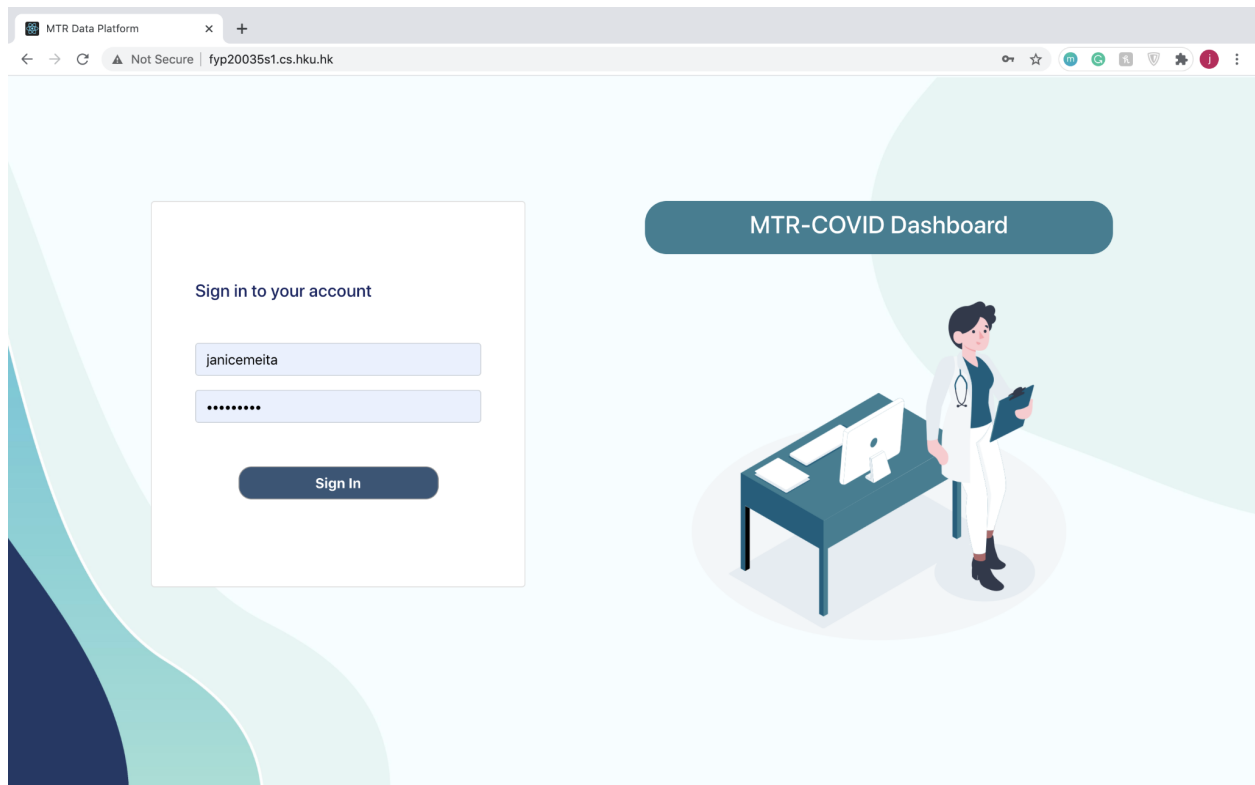 MTR Data Platform
Not Secure | fyp20035s1.cs.hku.hk
m
G
j
MTR-COVID Dashboard
Sign in to your account
janicemeita
•••••••••
Sign In